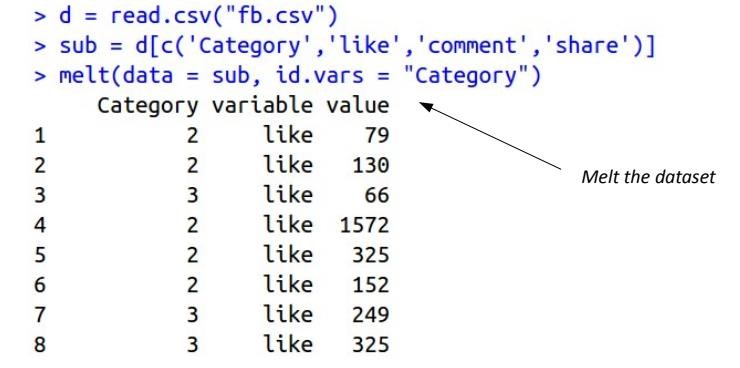 > d = read.csv("fb.csv")
> sub = d[c('Category','like','comment','share')]
> melt(data = sub, id.vars = "Category")
Category variable value
1 2 like 79
2 2 like 130
3 3 like 66
4 2 like 1572
5 2 like 325
6 2 like 152
7 3 like 249
8 3 like 325
Melt the dataset